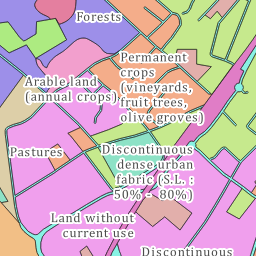 Forests
Permanent
crops
(vineyards,
fruit trees,
olive groves)
Arable land
(annual crops)
Pastures
Discontinuous
dense urban
fabric (S.L. :
50% - 80%)
Land without
current use
Discontinuous